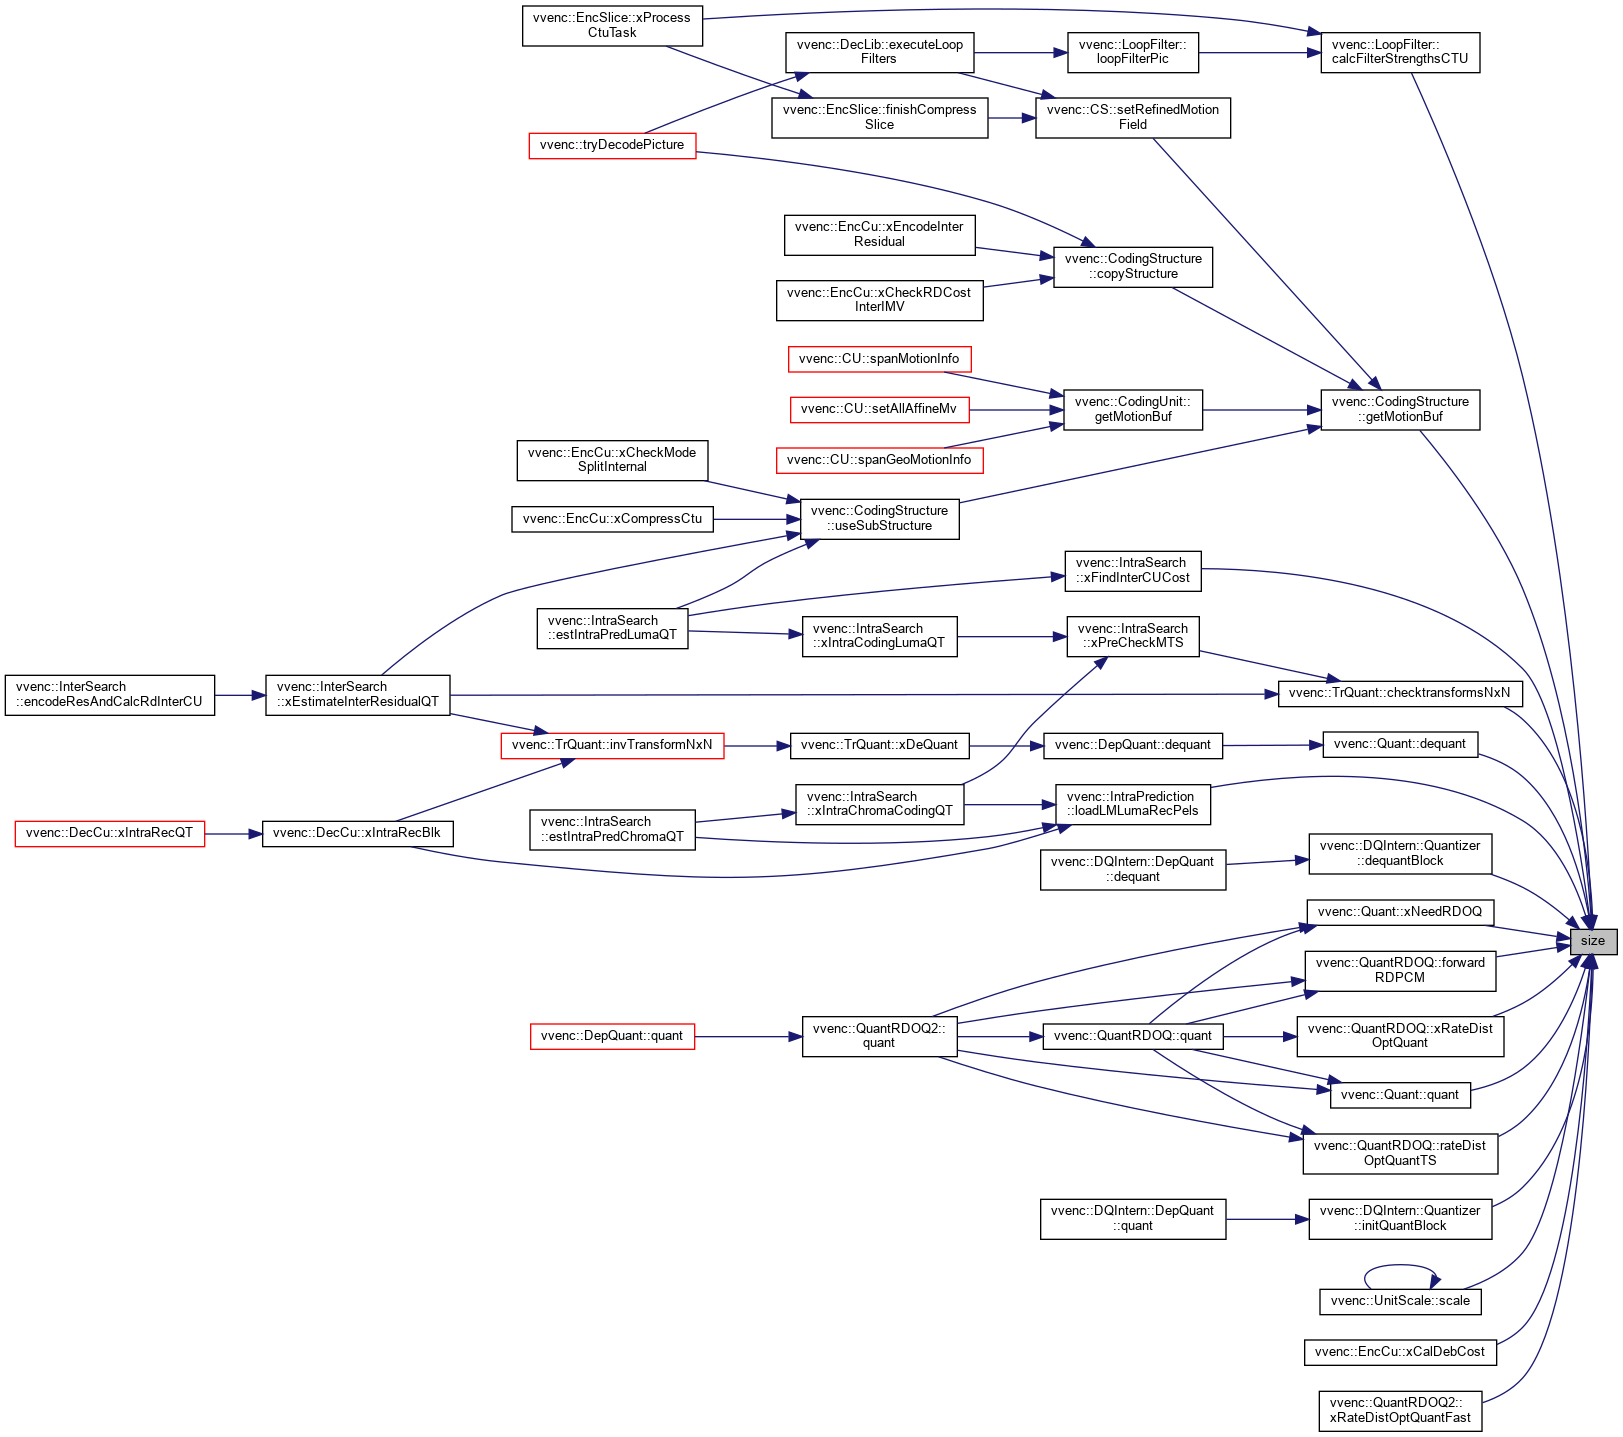 vvenc::EncSlice::xProcess
CtuTask
vvenc::DecLib::executeLoop
Filters
vvenc::LoopFilter::
loopFilterPic
vvenc::LoopFilter::
calcFilterStrengthsCTU
vvenc::EncSlice::finishCompress
Slice
vvenc::CS::setRefinedMotion
Field
vvenc::tryDecodePicture
vvenc::EncCu::xEncodeInter
Residual
vvenc::CodingStructure
::copyStructure
vvenc::EncCu::xCheckRDCost
InterIMV
vvenc::CU::spanMotionInfo
vvenc::CU::setAllAffineMv
vvenc::CodingUnit::
getMotionBuf
vvenc::CodingStructure
::getMotionBuf
vvenc::CU::spanGeoMotionInfo
vvenc::EncCu::xCheckMode
SplitInternal
vvenc::EncCu::xCompressCtu
vvenc::CodingStructure
::useSubStructure
vvenc::IntraSearch
::xFindInterCUCost
vvenc::IntraSearch
::estIntraPredLumaQT
vvenc::IntraSearch
::xIntraCodingLumaQT
vvenc::IntraSearch
::xPreCheckMTS
vvenc::InterSearch
::encodeResAndCalcRdInterCU
vvenc::InterSearch
::xEstimateInterResidualQT
vvenc::TrQuant::checktransformsNxN
vvenc::TrQuant::invTransformNxN
vvenc::TrQuant::xDeQuant
vvenc::DepQuant::dequant
vvenc::Quant::dequant
vvenc::IntraSearch
::xIntraChromaCodingQT
vvenc::IntraPrediction
::loadLMLumaRecPels
vvenc::IntraSearch
::estIntraPredChromaQT
vvenc::DecCu::xIntraRecQT
vvenc::DecCu::xIntraRecBlk
vvenc::DQIntern::DepQuant
::dequant
vvenc::DQIntern::Quantizer
::dequantBlock
vvenc::Quant::xNeedRDOQ
size
vvenc::QuantRDOQ::forward
RDPCM
vvenc::DepQuant::quant
vvenc::QuantRDOQ2::
quant
vvenc::QuantRDOQ::quant
vvenc::QuantRDOQ::xRateDist
OptQuant
vvenc::Quant::quant
vvenc::QuantRDOQ::rateDist
OptQuantTS
vvenc::DQIntern::DepQuant
::quant
vvenc::DQIntern::Quantizer
::initQuantBlock
vvenc::UnitScale::scale
vvenc::EncCu::xCalDebCost
vvenc::QuantRDOQ2::
xRateDistOptQuantFast